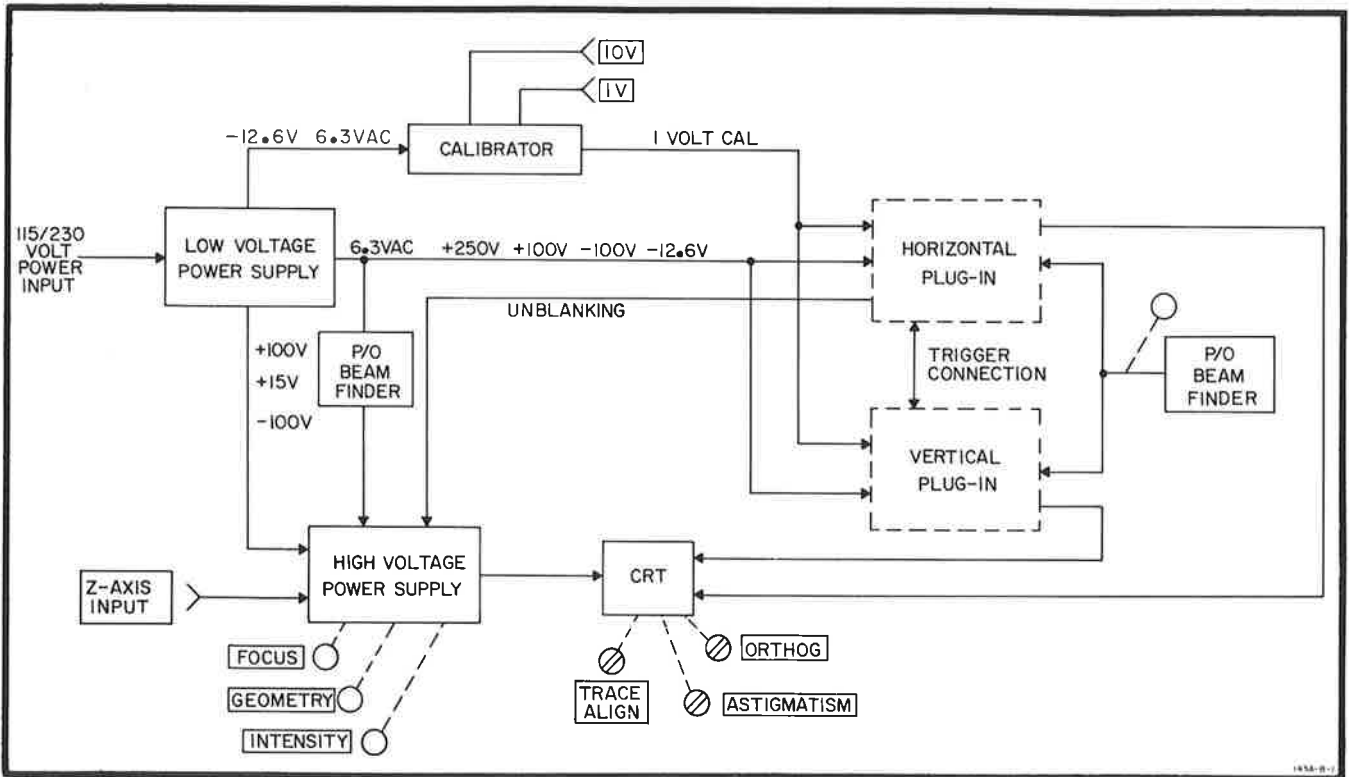 10V
1V
-12.6V 6.3VAC
CALIBRATOR
1 VOLT CAL
115/230
VOLT
POWER
INPUT
LOW VOLTAGE
POWER SUPPLY
6.3VAC +250V +100V -100V -12.6V
HORIZONTAL
PLUG-IN
UNBLANKING
+100V
+15V
-100V
P/O
BEAM
FINDER
TRIGGER
CONNECTION
P/O
BEAM
FINDER
VERTICAL
PLUG-IN
HIGH VOLTAGE
POWER SUPPLY
CRT
Z-AXIS
INPUT
FOCUS
GEOMETRY
INTENSITY
TRACE
ALIGN
ORTHOG
ASTIGMATISM